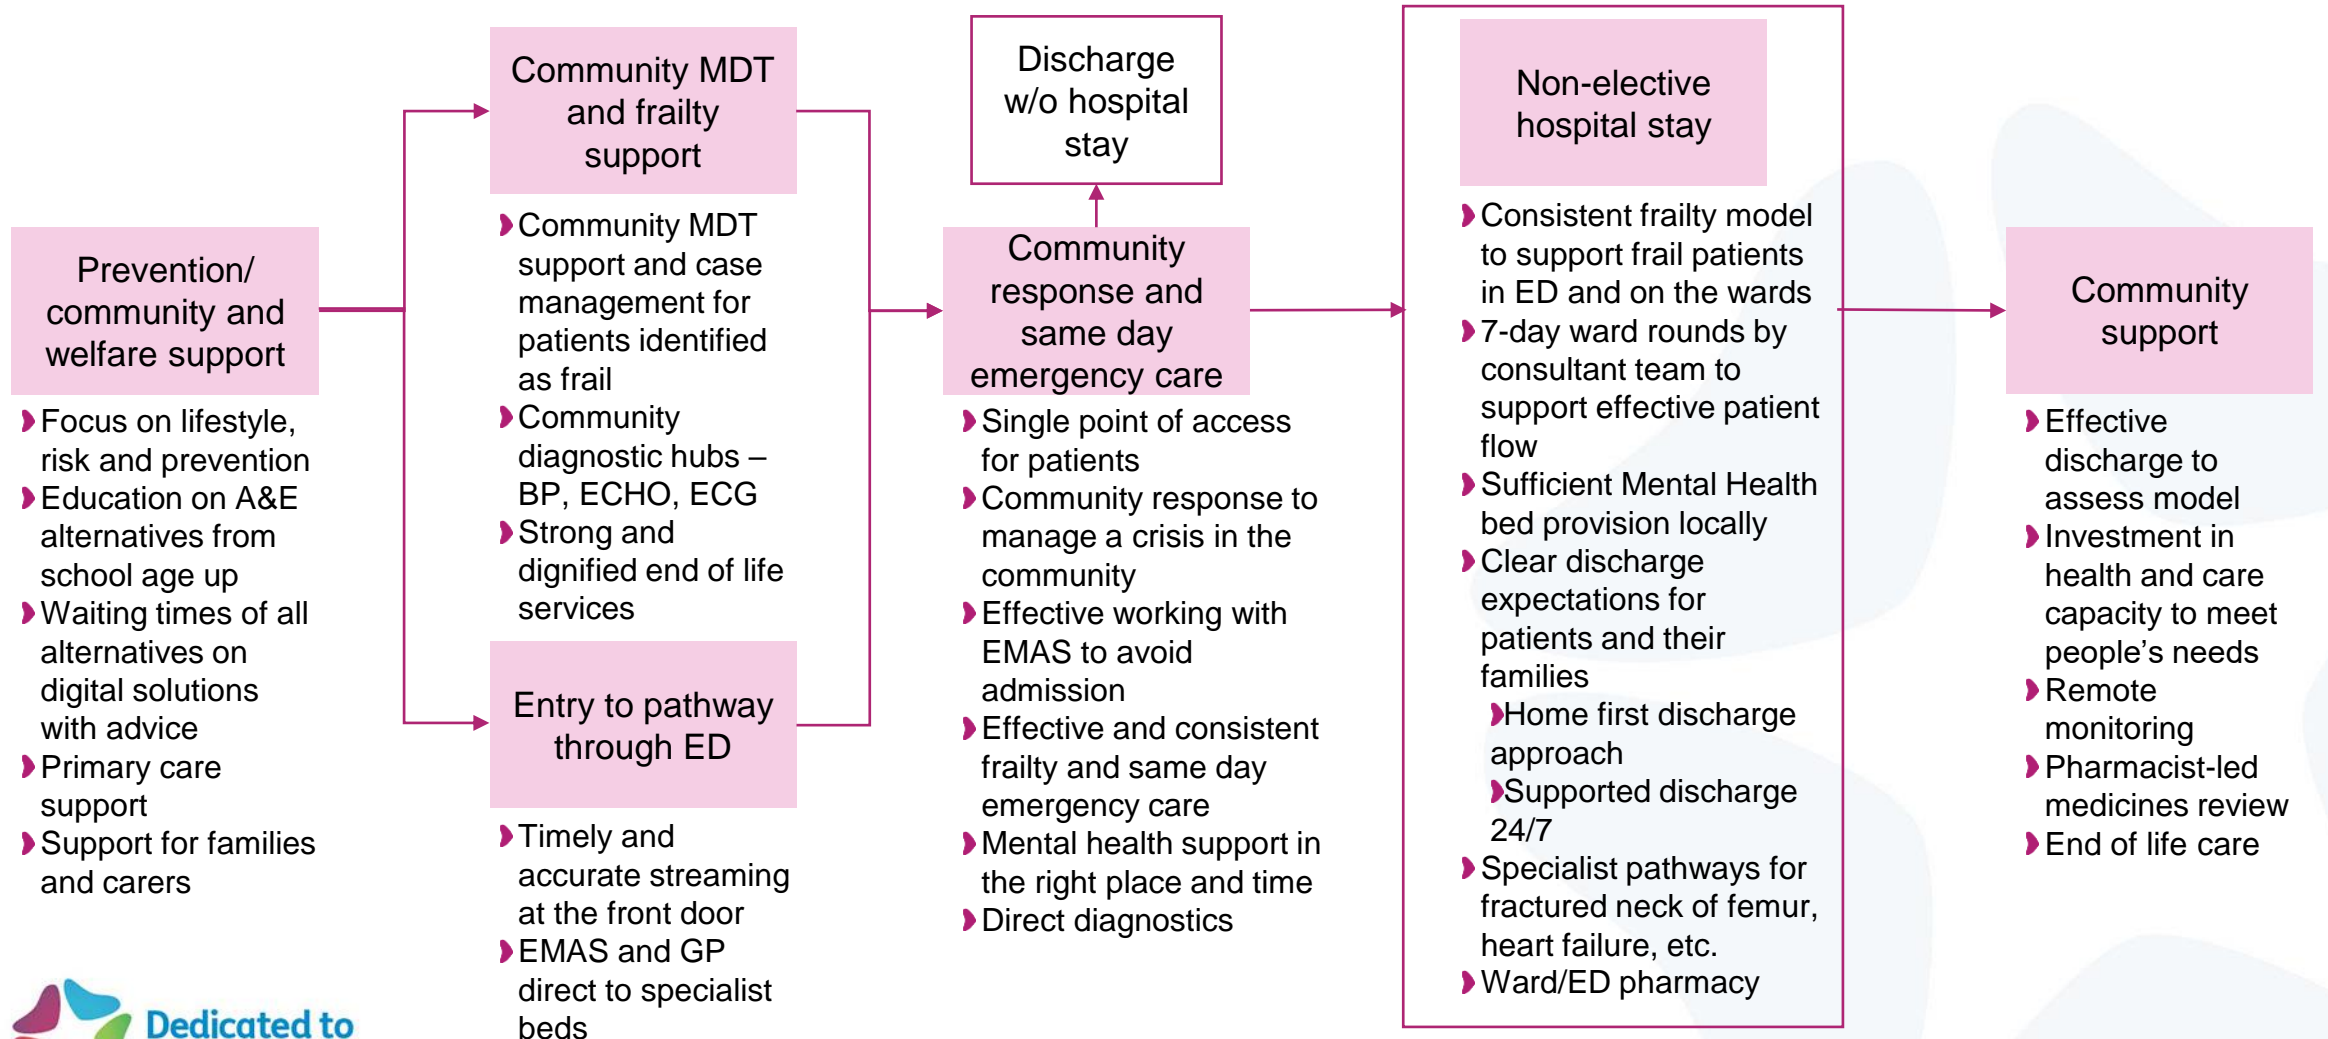 Prevention/
community and
welfare support
Focus on lifestyle,
risk and prevention
Education on A&E
alternatives from
school age up
Waiting times of all
alternatives on
digital solutions
with advice
Primary care
support
Support for families
and carers
Community MDT
and frailty
support
Community MDT
support and case
management for
patients identified
as frail
Community
diagnostic hubs –
BP, ECHO, ECG
Strong and
dignified end of life
services
Entry to pathway
through ED
Timely and
accurate streaming
at the front door
EMAS and GP
direct to specialist
beds
Discharge
w/o hospital
stay
Community
response and
same day
emergency care
Single point of access
for patients
Community response to
manage a crisis in the
community
Effective working with
EMAS to avoid
admission
Effective and consistent
frailty and same day
emergency care
Mental health support in
the right place and time
Direct diagnostics
Non-elective
hospital stay
Consistent frailty model
to support frail patients
in ED and on the wards
7-day ward rounds by
consultant team to
support effective patient
flow
Sufficient Mental Health
bed provision locally
Clear discharge
expectations for
patients and their
families
Home first discharge
approach
Supported discharge
24/7
Specialist pathways for
fractured neck of femur,
heart failure, etc.
Ward/ED pharmacy
Community
support
Effective
discharge to
assess model
Investment in
health and care
capacity to meet
people’s needs
Remote
monitoring
Pharmacist-led
medicines review
End of life care
Dedicated to